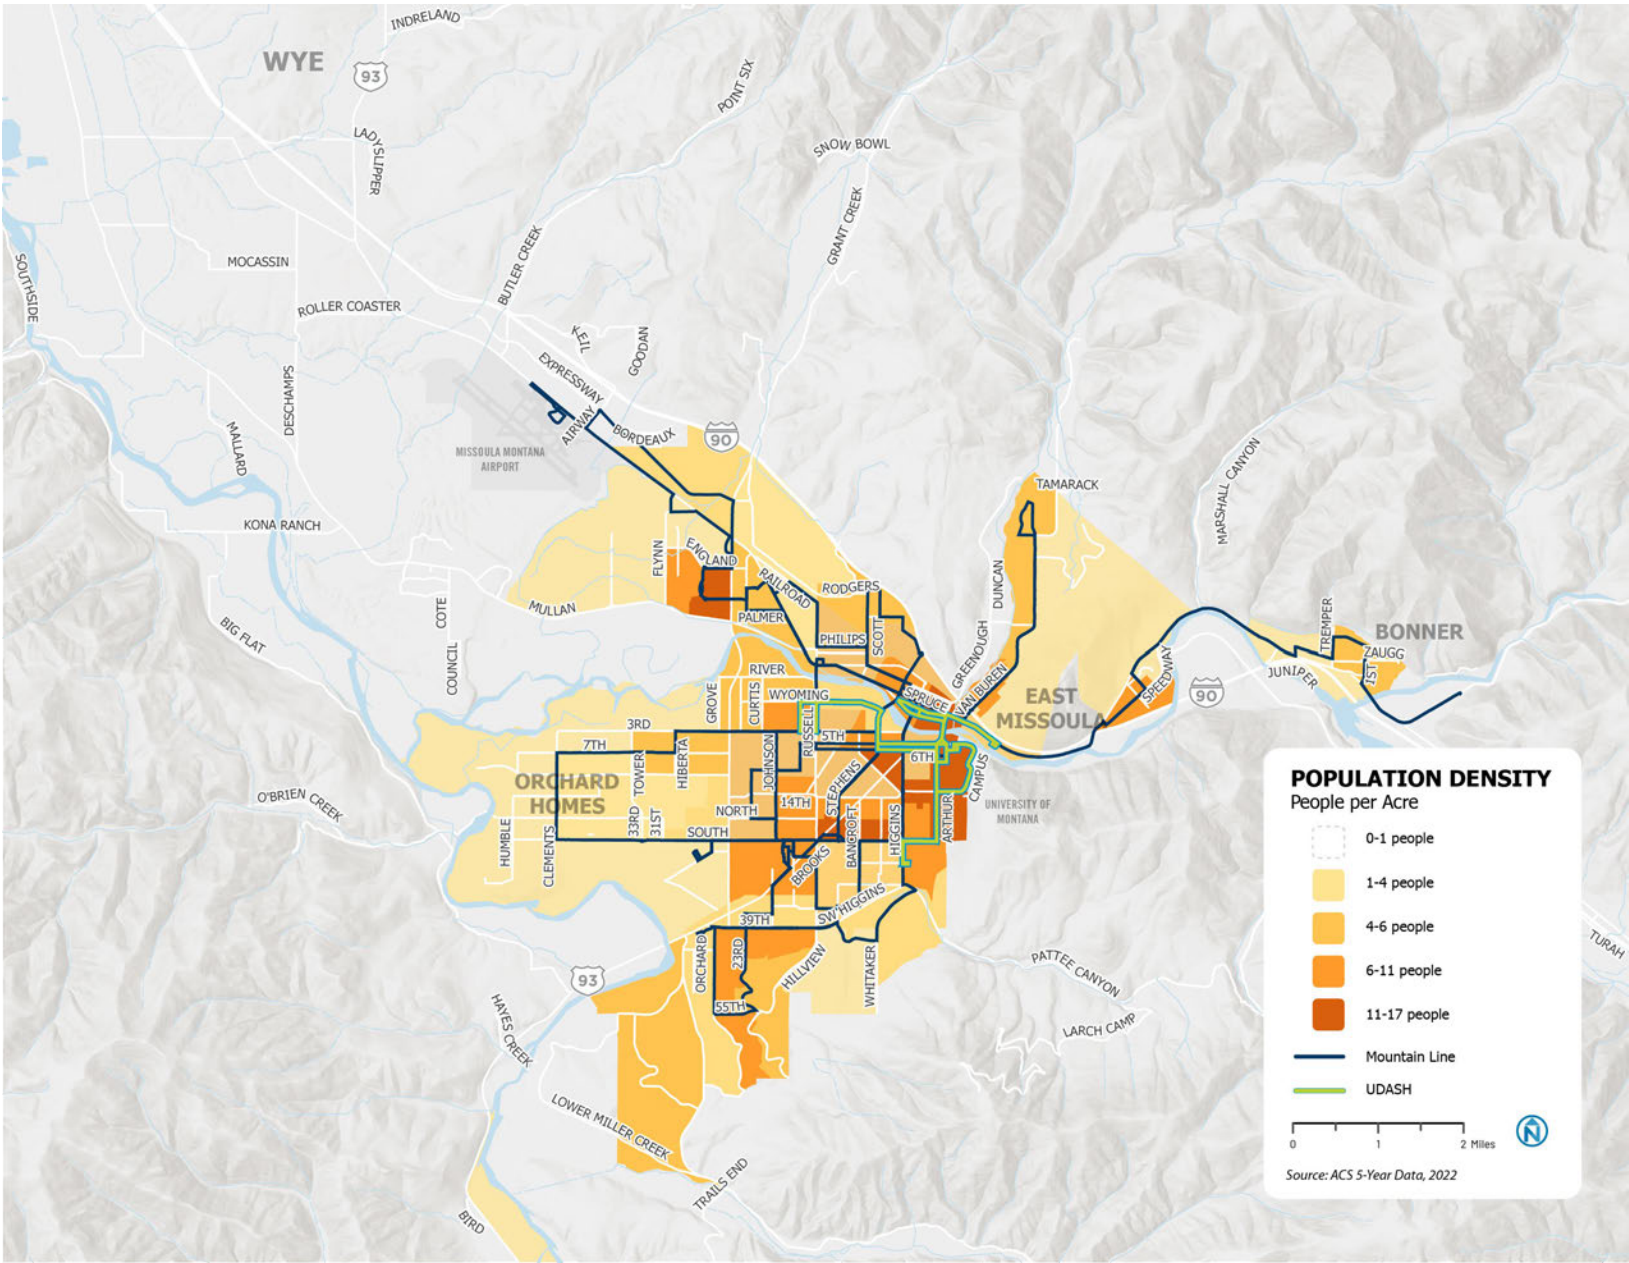 INDRELAND
WYE
93
POINT SIX
LADYSLIPPER
SNOW BOWL
GRANT CREEK
MOCASSIN
BUTLER CREEK
SOUTHSIDE
ROLLER COASTER
KEIL
GOODAN
EXPRESSWAY
DESCHAMPS
AIRWAY
BORDEAUX
90
MALLARD
MISSOULA MONTANA
AIRPORT
MARSHALL CANYON
TAMARACK
KONA RANCH
FLYNN
ENGLAND
RAILROAD
RODGERS
DUNCAN
COTE
MULLAN
PALMER
BIG FLAT
PHILIPS
SCOTT
GREENOUGH
TREMPER
BONNER
ZAUGG
COUNCIL
RIVER
SPEEDWAY
JUNIPER
1ST
90
GROVE
CURTIS
WYOMING
SPRUCE
VAN BUREN
EAST
MISSOULA
3RD
RUSSELL
5TH
7TH
HIBERTA
TOWER
JOHNSON
6TH
ORCHARD
HOMES
STEPHENS
CAMPUS
O'BRIEN CREEK
14TH
NORTH
33RD
31ST
SOUTH
BANCROFT
HIGGINS
ARTHUR
UNIVERSITY OF
MONTANA
HUMBLE
CLEMENTS
BROOKS
SW HIGGINS
39TH
ORCHARD
23RD
HILLVIEW
WHITAKER
PATTEE CANYON
TURAH
93
55TH
LARCH CAMP
HAYES CREEK
LOWER MILLER CREEK
TRAILS END
BIRD
POPULATION DENSITY
People per Acre
0-1 people
1-4 people
4-6 people
6-11 people
11-17 people
Mountain Line
UDASH
0 1 2 Miles
N
Source: ACS 5-Year Data, 2022